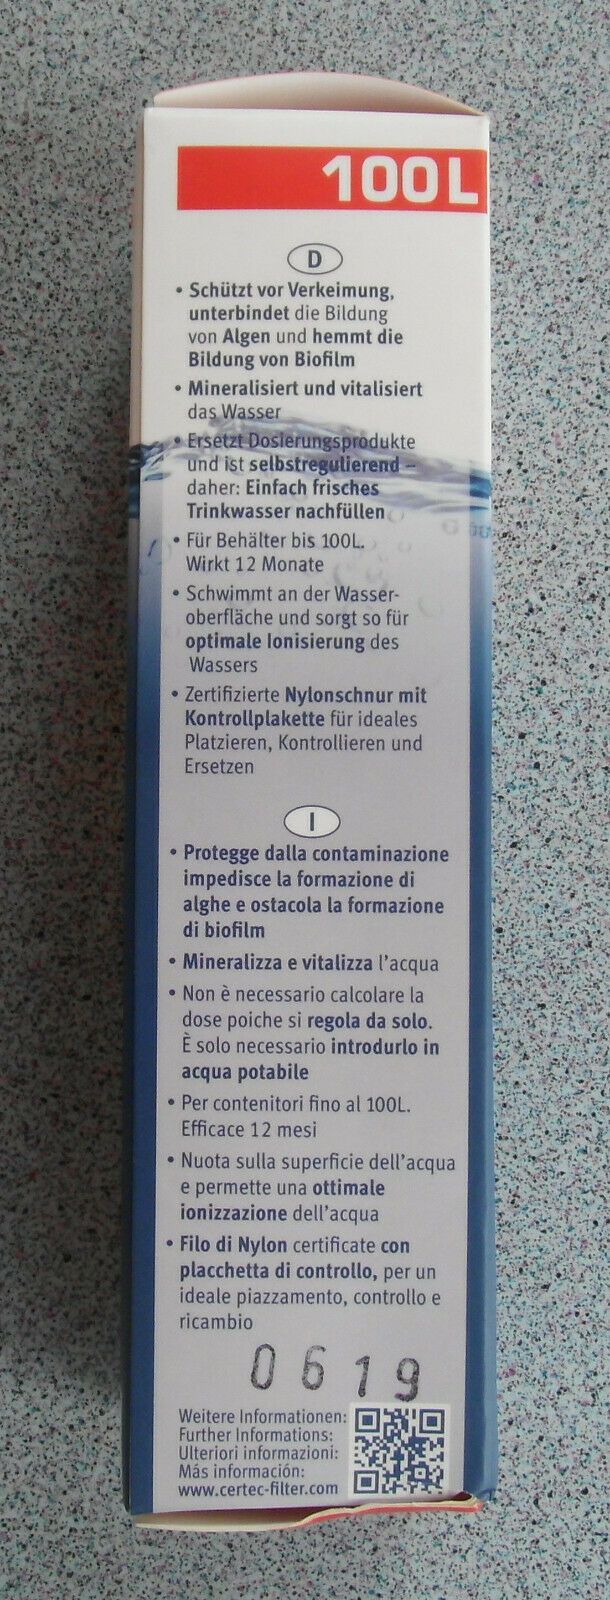 100L
D
• Schützt vor Verkeimung,
unterbindet die Bildung
von Algen und hemmt die
Bildung von Biofilm
• Mineralisiert und vitalisiert
das Wasser
• Ersetzt Dosierungsprodukte
und ist selbstregulierend –
daher: Einfach frisches
Trinkwasser nachfüllen
• Für Behälter bis 100L.
Wirkt 12 Monate
• Schwimmt an der Wasser-
oberfläche und sorgt so für
optimale Ionisierung des
Wassers
• Zertifizierte Nylonschnur mit
Kontrollplakette für ideales
Platzieren, Kontrollieren und
Ersetzen
I
• Protegge dalla contaminazione
impedisce la formazione di
alghe e ostacola la formazione
di biofilm
• Mineralizza e vitalizza l'acqua
• Non è necessario calcolare la
dose poiche si regola da solo.
È solo necessario introdurlo in
acqua potabile
• Per contenitori fino al 100L.
Efficace 12 mesi
• Nuota sulla superficie dell'acqua
e permette una ottimale
ionizzazione dell'acqua
• Filo di Nylon certificate con
placchetta di controllo, per un
ideale piazzamento, controllo e
ricambio
0619
Weitere Informationen:
Further Informations:
Ulteriori informazioni:
Más información:
www.certec-filter.com